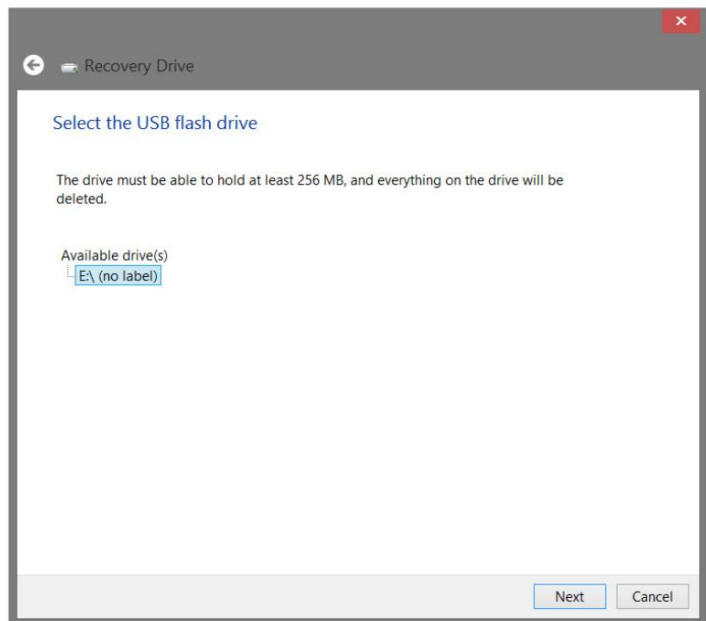 Recovery Drive
Select the USB flash drive
The drive must be able to hold at least 256 MB, and everything on the drive will be
deleted.
Available drive(s)
E:\ (no label)
Next Cancel